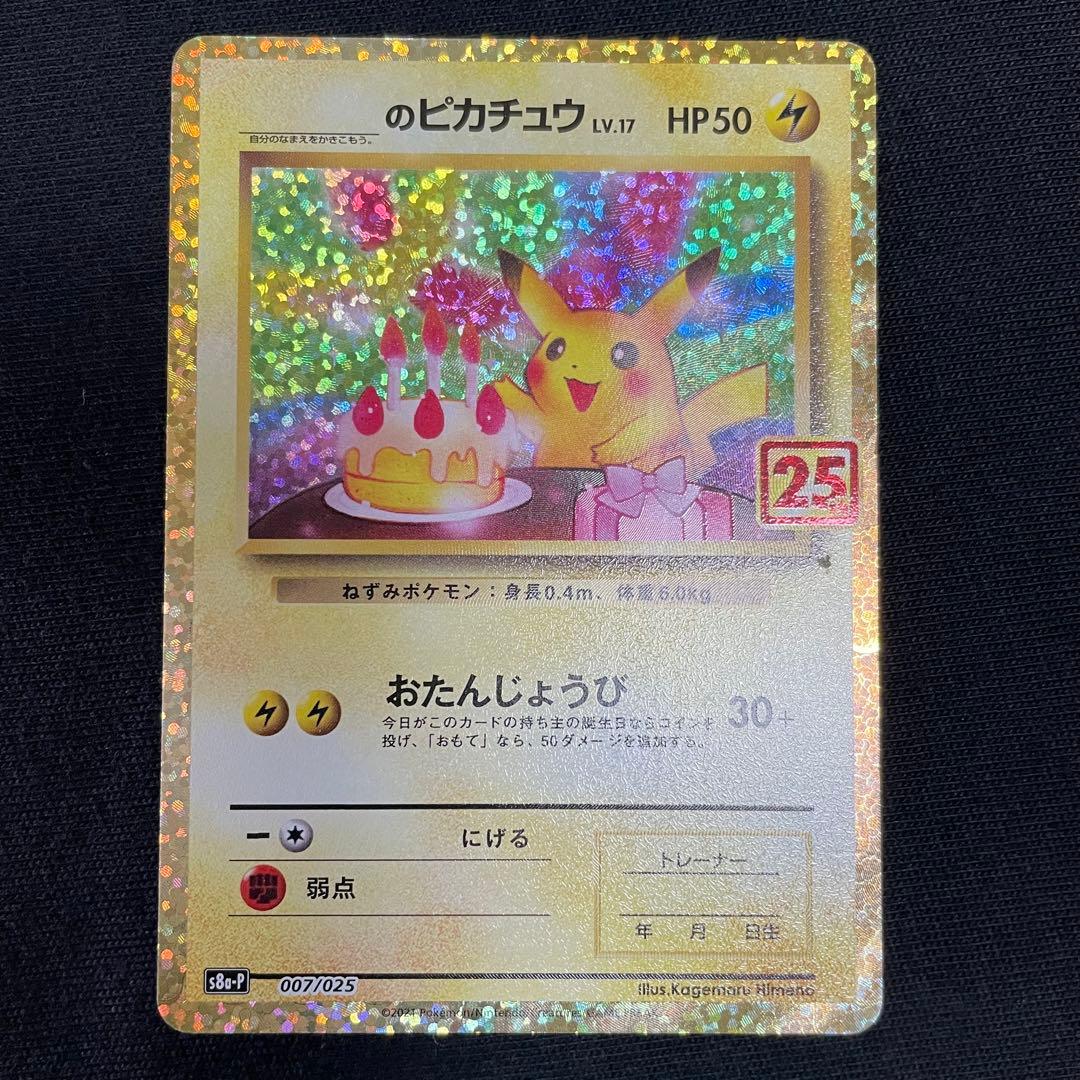 のピカチュウ LV.17 HP50
自分のなまえをかきこもう。
25
ねずみポケモン：身長0.4m、体重6.0kg
おたんじょうび 30+
今日がこのカードの持ち主の誕生日ならコインを
投げ、「おもて」なら、50ダメージを追加する。
にげる
弱点
トレーナー
年 月 日生
s8a-P 007/025
Illus.Kagemaru Himeno
©2021 Pokémon/Nintendo/Creatures/GAME FREAK